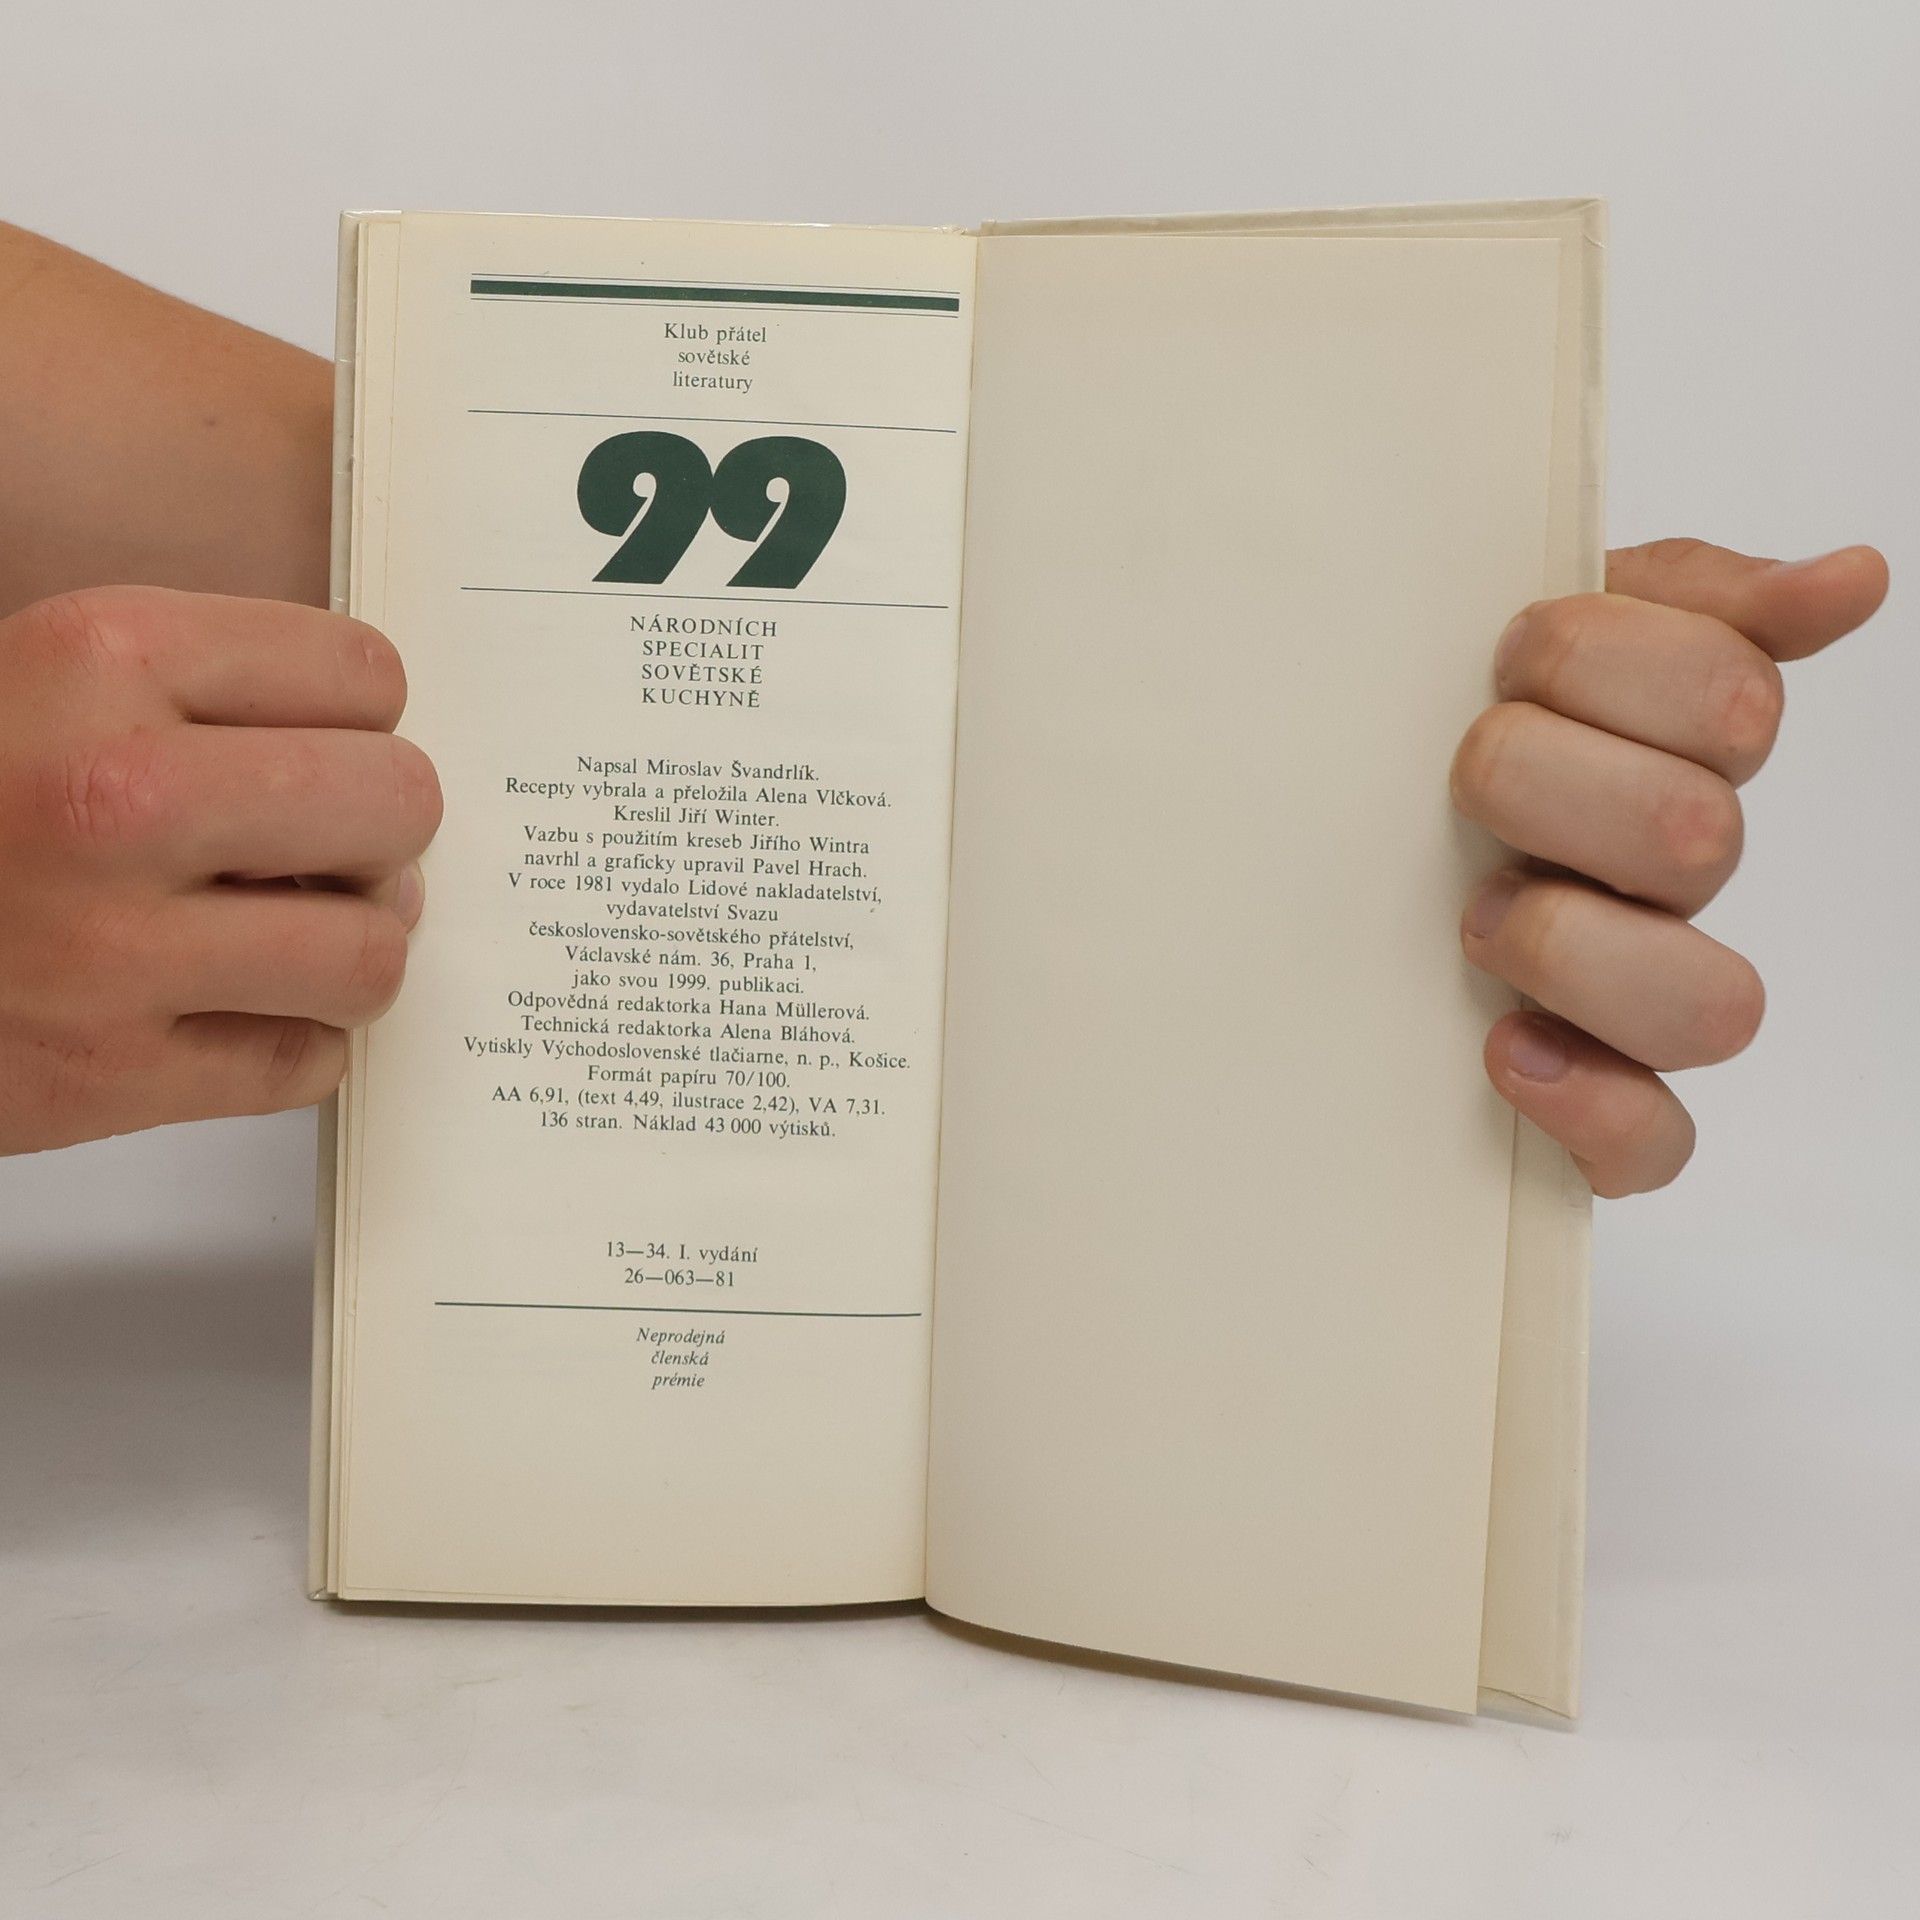 Klub přátel
sovětské
literatury
99
NÁRODNÍCH
SPECIALIT
SOVĚTSKÉ
KUCHYNĚ
Napsal Miroslav Švandrlík.
Recepty vybrala a přeložila Alena Vlčková.
Kreslil Jiří Winter.
Vazbu s použitím kreseb Jiřího Wintra
navrhl a graficky upravil Pavel Hrach.
V roce 1981 vydalo Lidové nakladatelství,
vydavatelství Svazu
československo-sovětského přátelství,
Václavské nám. 36, Praha 1,
jako svou 1999. publikaci.
Odpovědná redaktorka Hana Müllerová.
Technická redaktorka Alena Bláhová.
Vytiskly Východoslovenské tlačiarne, n. p., Košice.
Formát papíru 70/100.
AA 6,91, (text 4,49, ilustrace 2,42), VA 7,31.
136 stran. Náklad 43 000 výtisků.
13—34. I. vydání
26—063—81
Neprodejná
členská
prémie